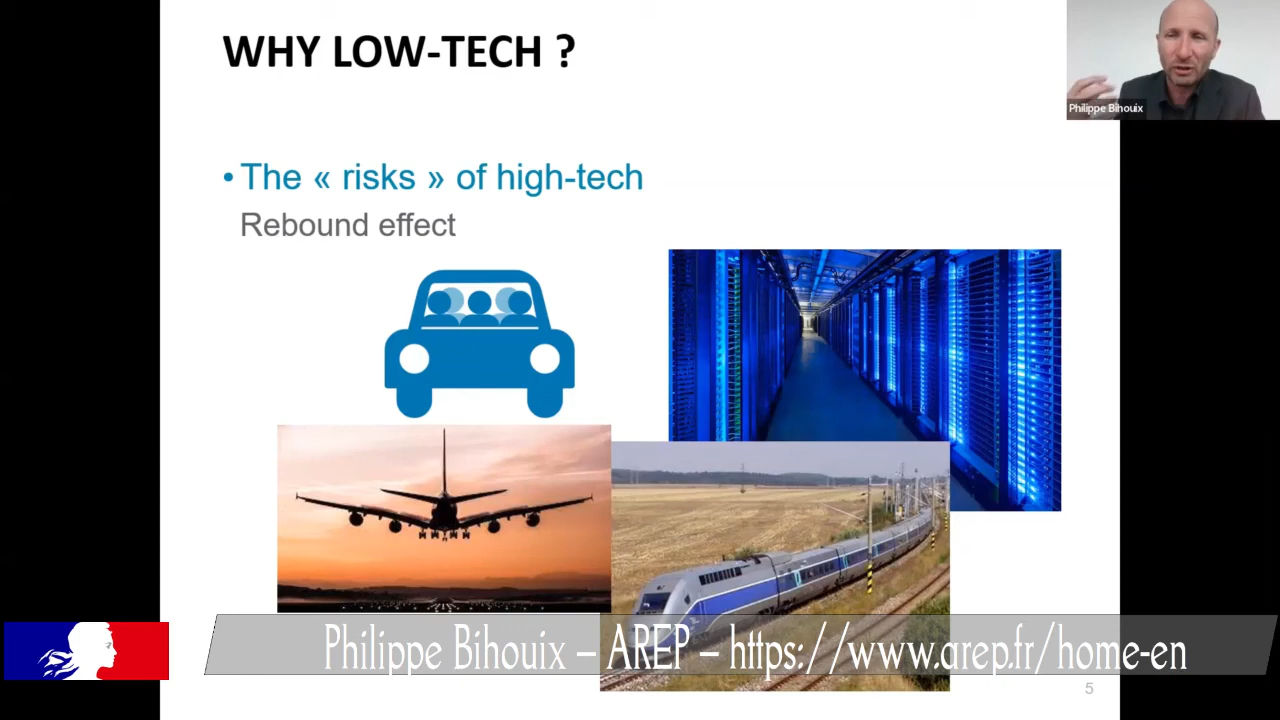 WHY LOW-TECH ?
Philippe Bihouix
• The « risks » of high-tech
Rebound effect
Philippe Bihouix – AREP – https://www.arep.fr/home-en
5